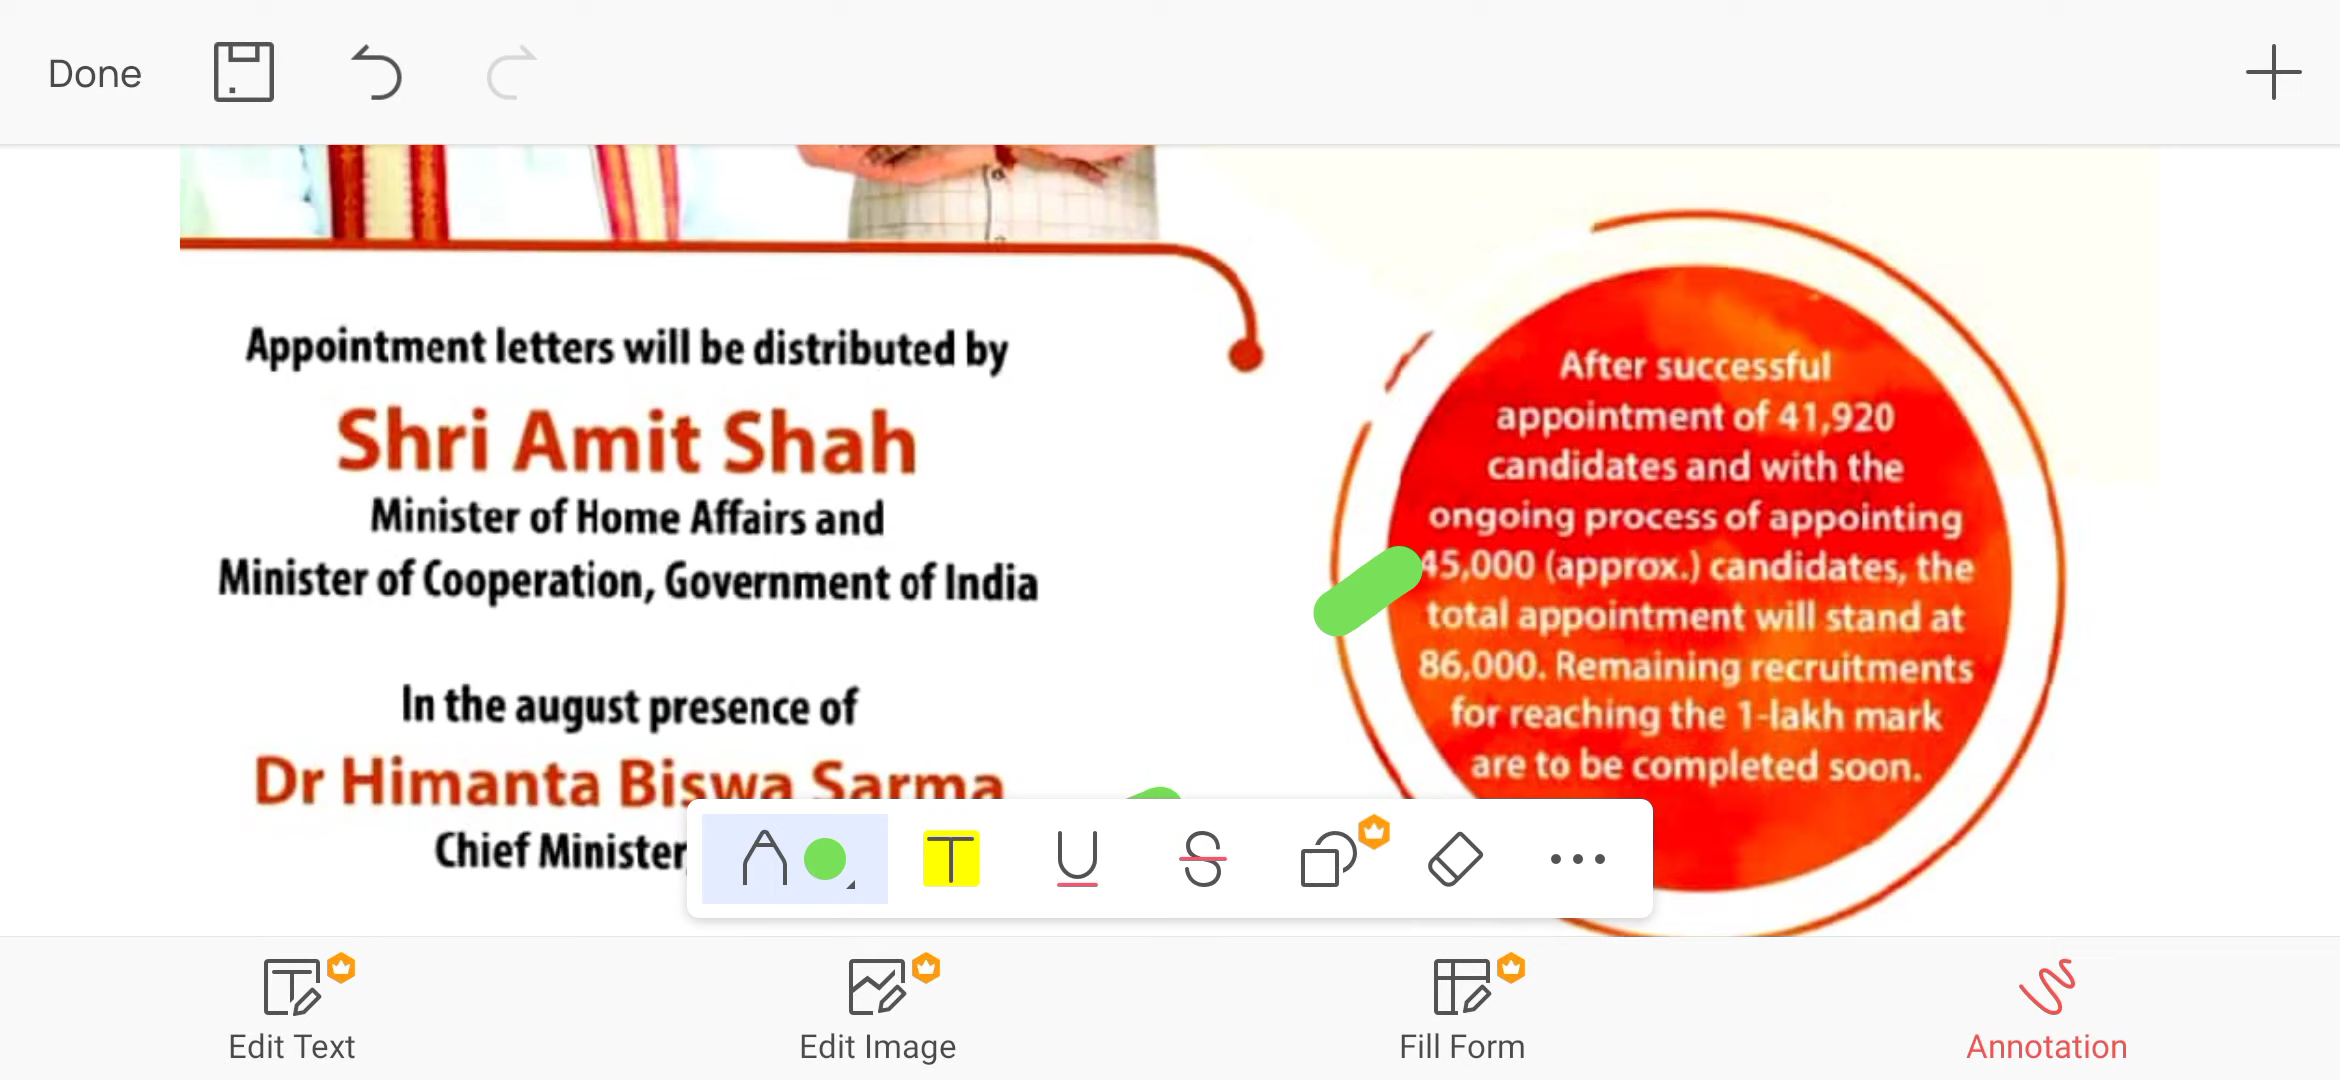 Done
Appointment letters will be distributed by
Shri Amit Shah
Minister of Home Affairs and
Minister of Cooperation, Government of India
In the august presence of
Dr Himanta Biswa Sarma
Chief Minister,
After successful
appointment of 41,920
candidates and with the
ongoing process of appointing
45,000 (approx.) candidates, the
total appointment will stand at
86,000. Remaining recruitments
for reaching the 1-lakh mark
are to be completed soon.
Edit Text
Edit Image
Fill Form
Annotation